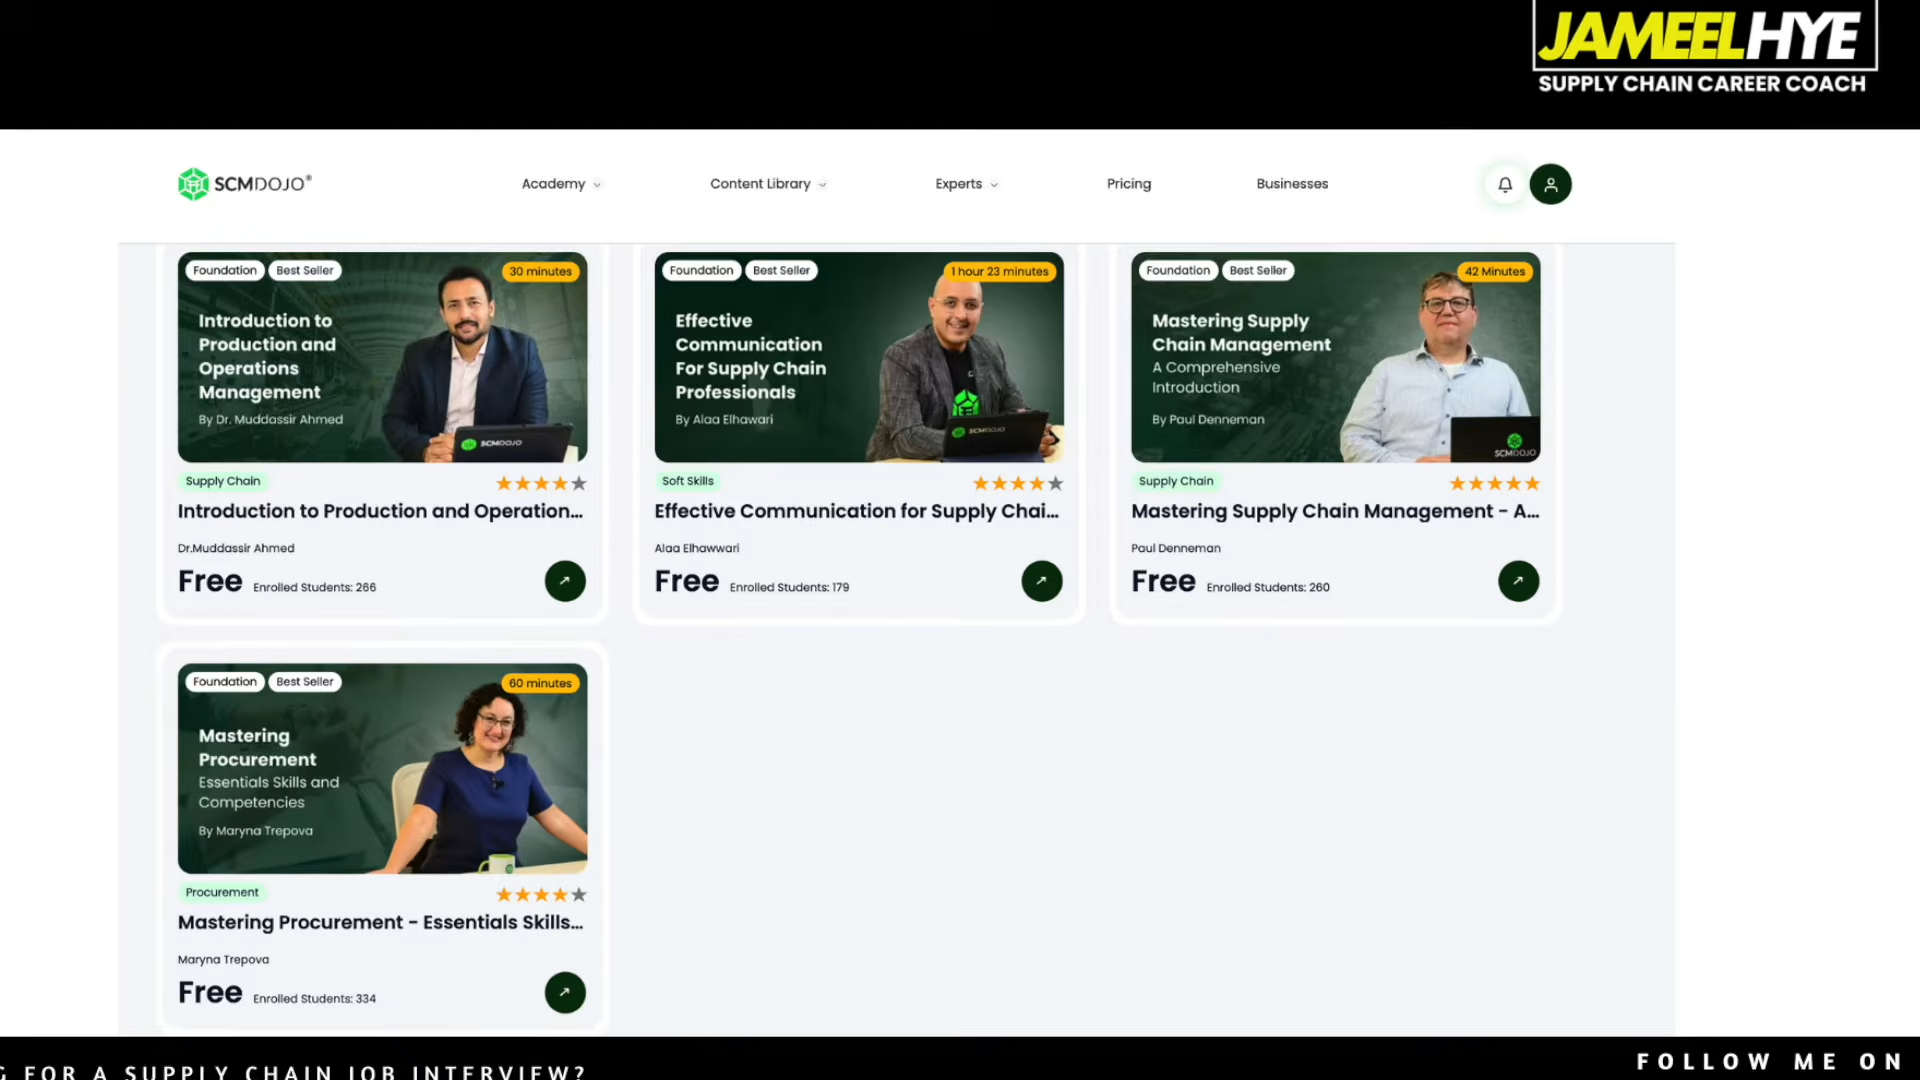 JAMEELHYE
SUPPLY CHAIN CAREER COACH
SCMDOJO®
Academy
Content Library
Experts
Pricing
Businesses
Foundation
Best Seller
30 minutes
Introduction to
Production and
Operations
Management
By Dr. Muddassir Ahmed
SCMDOJO
Supply Chain
Introduction to Production and Operation...
Dr.Muddassir Ahmed
Free
Enrolled Students: 266
Foundation
Best Seller
1 hour 23 minutes
Effective
Communication
For Supply Chain
Professionals
By Alaa Elhawari
SCMDOJO
Soft Skills
Effective Communication for Supply Chai...
Alaa Elhawwari
Free
Enrolled Students: 179
Foundation
Best Seller
42 Minutes
Mastering Supply
Chain Management
A Comprehensive
Introduction
By Paul Denneman
SCMDOJO
Supply Chain
Mastering Supply Chain Management - A...
Paul Denneman
Free
Enrolled Students: 260
Foundation
Best Seller
60 minutes
Mastering
Procurement
Essentials Skills and
Competencies
By Maryna Trepova
Procurement
Mastering Procurement - Essentials Skills...
Maryna Trepova
Free
Enrolled Students: 334
G FOR A SUPPLY CHAIN JOB INTERVIEW?
FOLLOW ME ON